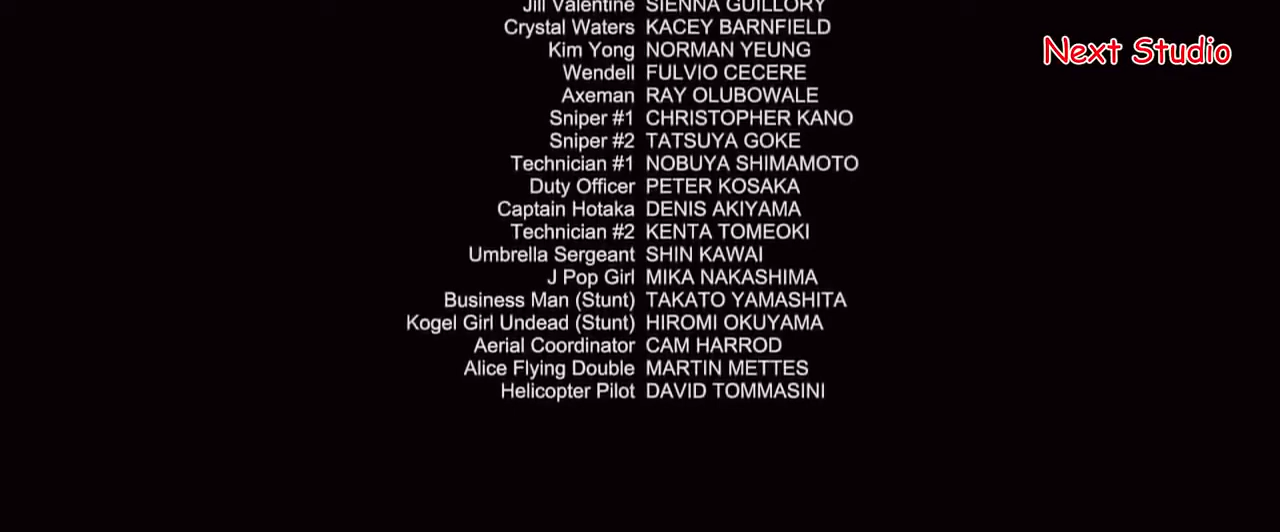 Jill Valentine SIENNA GUILLORY
Crystal Waters KACEY BARNFIELD
Kim Yong NORMAN YEUNG
Wendell FULVIO CECERE
Axeman RAY OLUBOWALE
Sniper #1 CHRISTOPHER KANO
Sniper #2 TATSUYA GOKE
Technician #1 NOBUYA SHIMAMOTO
Duty Officer PETER KOSAKA
Captain Hotaka DENIS AKIYAMA
Technician #2 KENTA TOMEOKI
Umbrella Sergeant SHIN KAWAI
J Pop Girl MIKA NAKASHIMA
Business Man (Stunt) TAKATO YAMASHITA
Kogel Girl Undead (Stunt) HIROMI OKUYAMA
Aerial Coordinator CAM HARROD
Alice Flying Double MARTIN METTES
Helicopter Pilot DAVID TOMMASINI
Next Studio